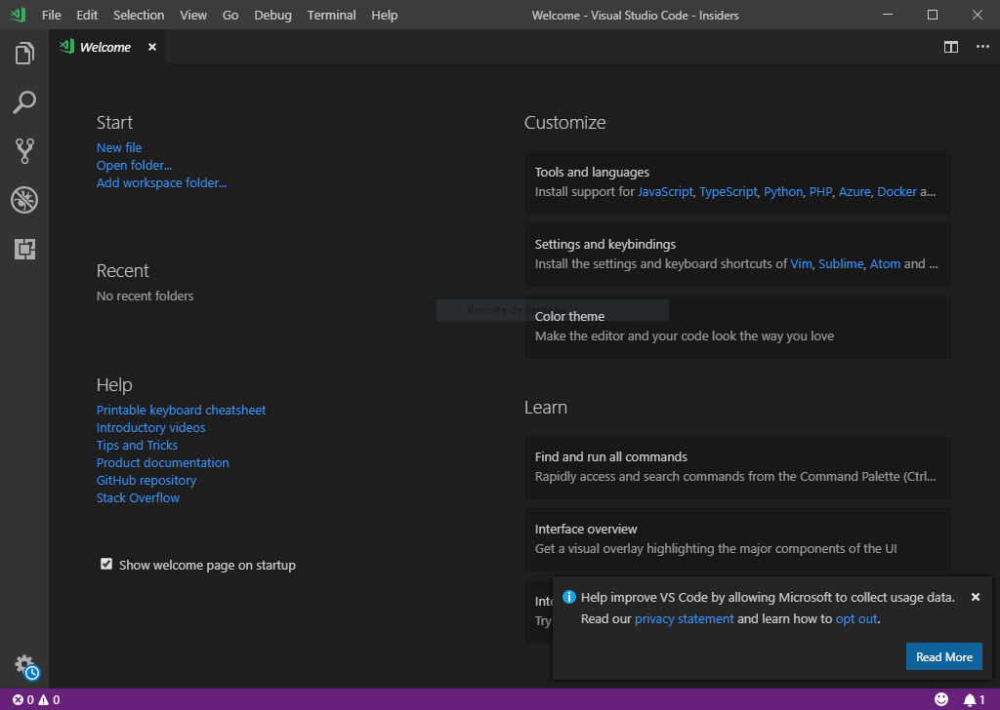 File Edit Selection View Go Debug Terminal Help
Welcome - Visual Studio Code - Insiders
Welcome
Start
New file
Open folder...
Add workspace folder...
Recent
No recent folders
Help
Printable keyboard cheatsheet
Introductory videos
Tips and Tricks
Product documentation
GitHub repository
Stack Overflow
Show welcome page on startup
Customize
Tools and languages
Install support for JavaScript, TypeScript, Python, PHP, Azure, Docker a...
Settings and keybindings
Install the settings and keyboard shortcuts of Vim, Sublime, Atom and ...
Recorte de ventana
Color theme
Make the editor and your code look the way you love
Learn
Find and run all commands
Rapidly access and search commands from the Command Palette (Ctrl...
Interface overview
Get a visual overlay highlighting the major components of the UI
Inte
Try
Help improve VS Code by allowing Microsoft to collect usage data.
Read our privacy statement and learn how to opt out.
Read More
0 0
1